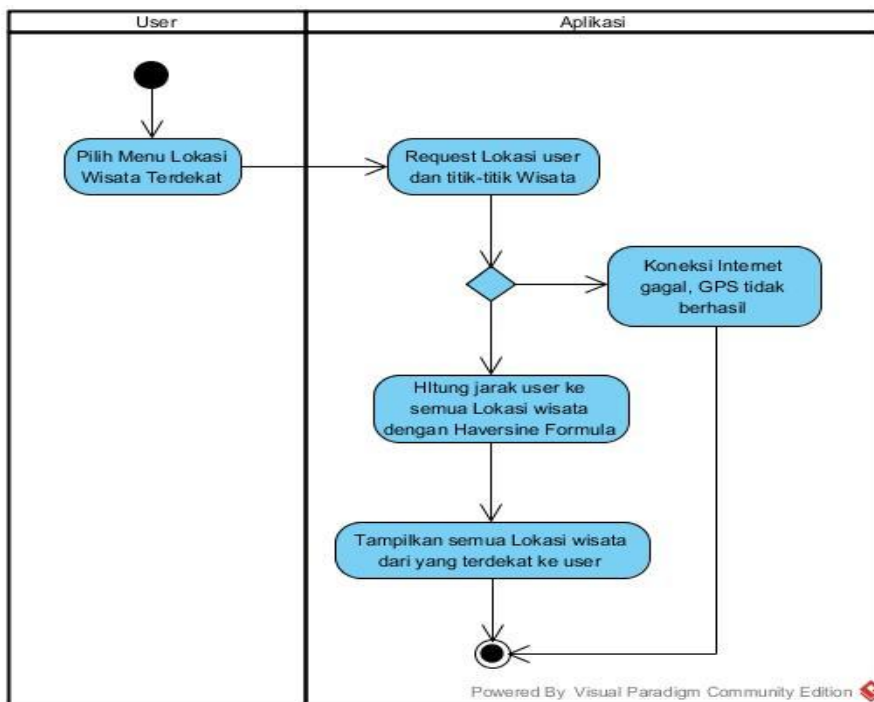 User
Aplikasi
Pilih Menu Lokasi
Wisata Terdekat
Request Lokasi user
dan titik-titik Wisata
Koneksi Internet
gagal, GPS tidak
berhasil
HItung jarak user ke
semua Lokasi wisata
dengan Haversine Formula
Tampilkan semua Lokasi wisata
dari yang terdekat ke user
Powered By Visual Paradigm Community Edition